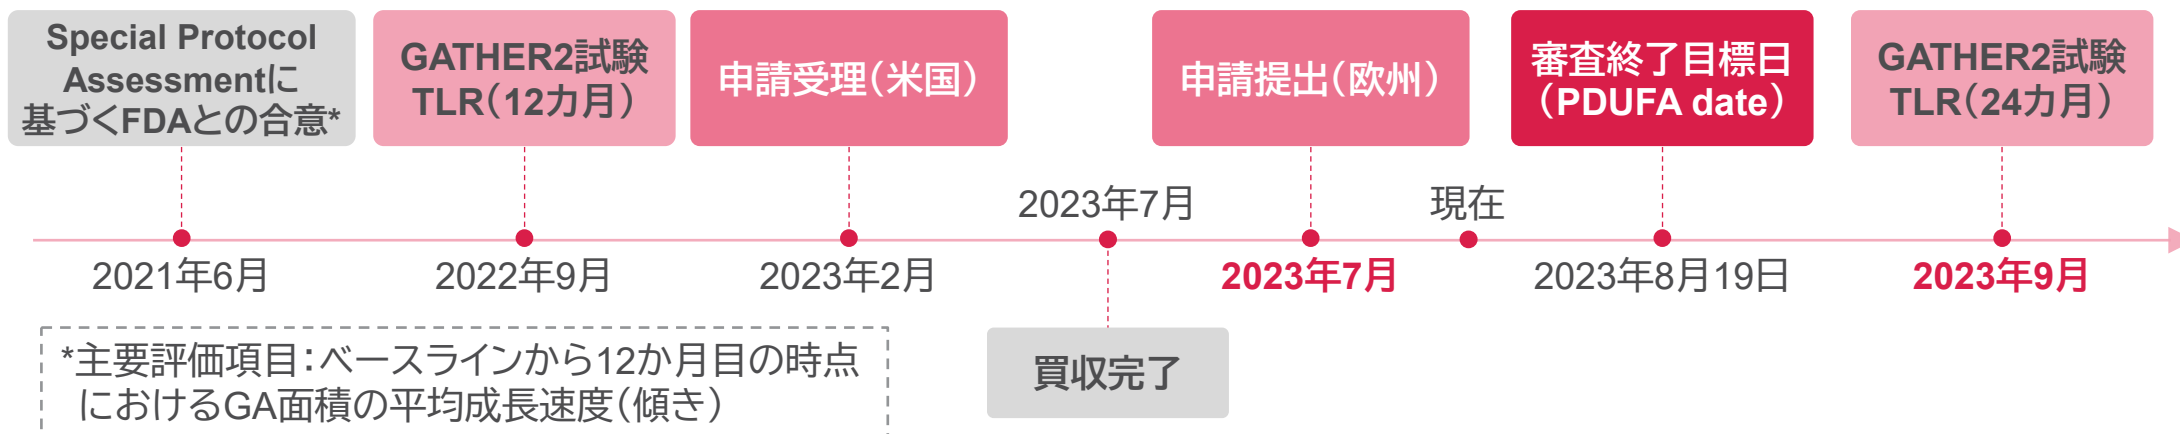 Special Protocol
Assessmentに
基づくFDAとの合意*
GATHER2試験
TLR（12カ月）
申請受理（米国）
申請提出（欧州）
審査終了目標日
（PDUFA date）
GATHER2試験
TLR（24カ月）
2023年7月
現在
2021年6月
2022年9月
2023年2月
2023年7月
2023年8月19日
2023年9月
買収完了
*主要評価項目：ベースラインから12か月目の時点
におけるGA面積の平均成長速度（傾き）